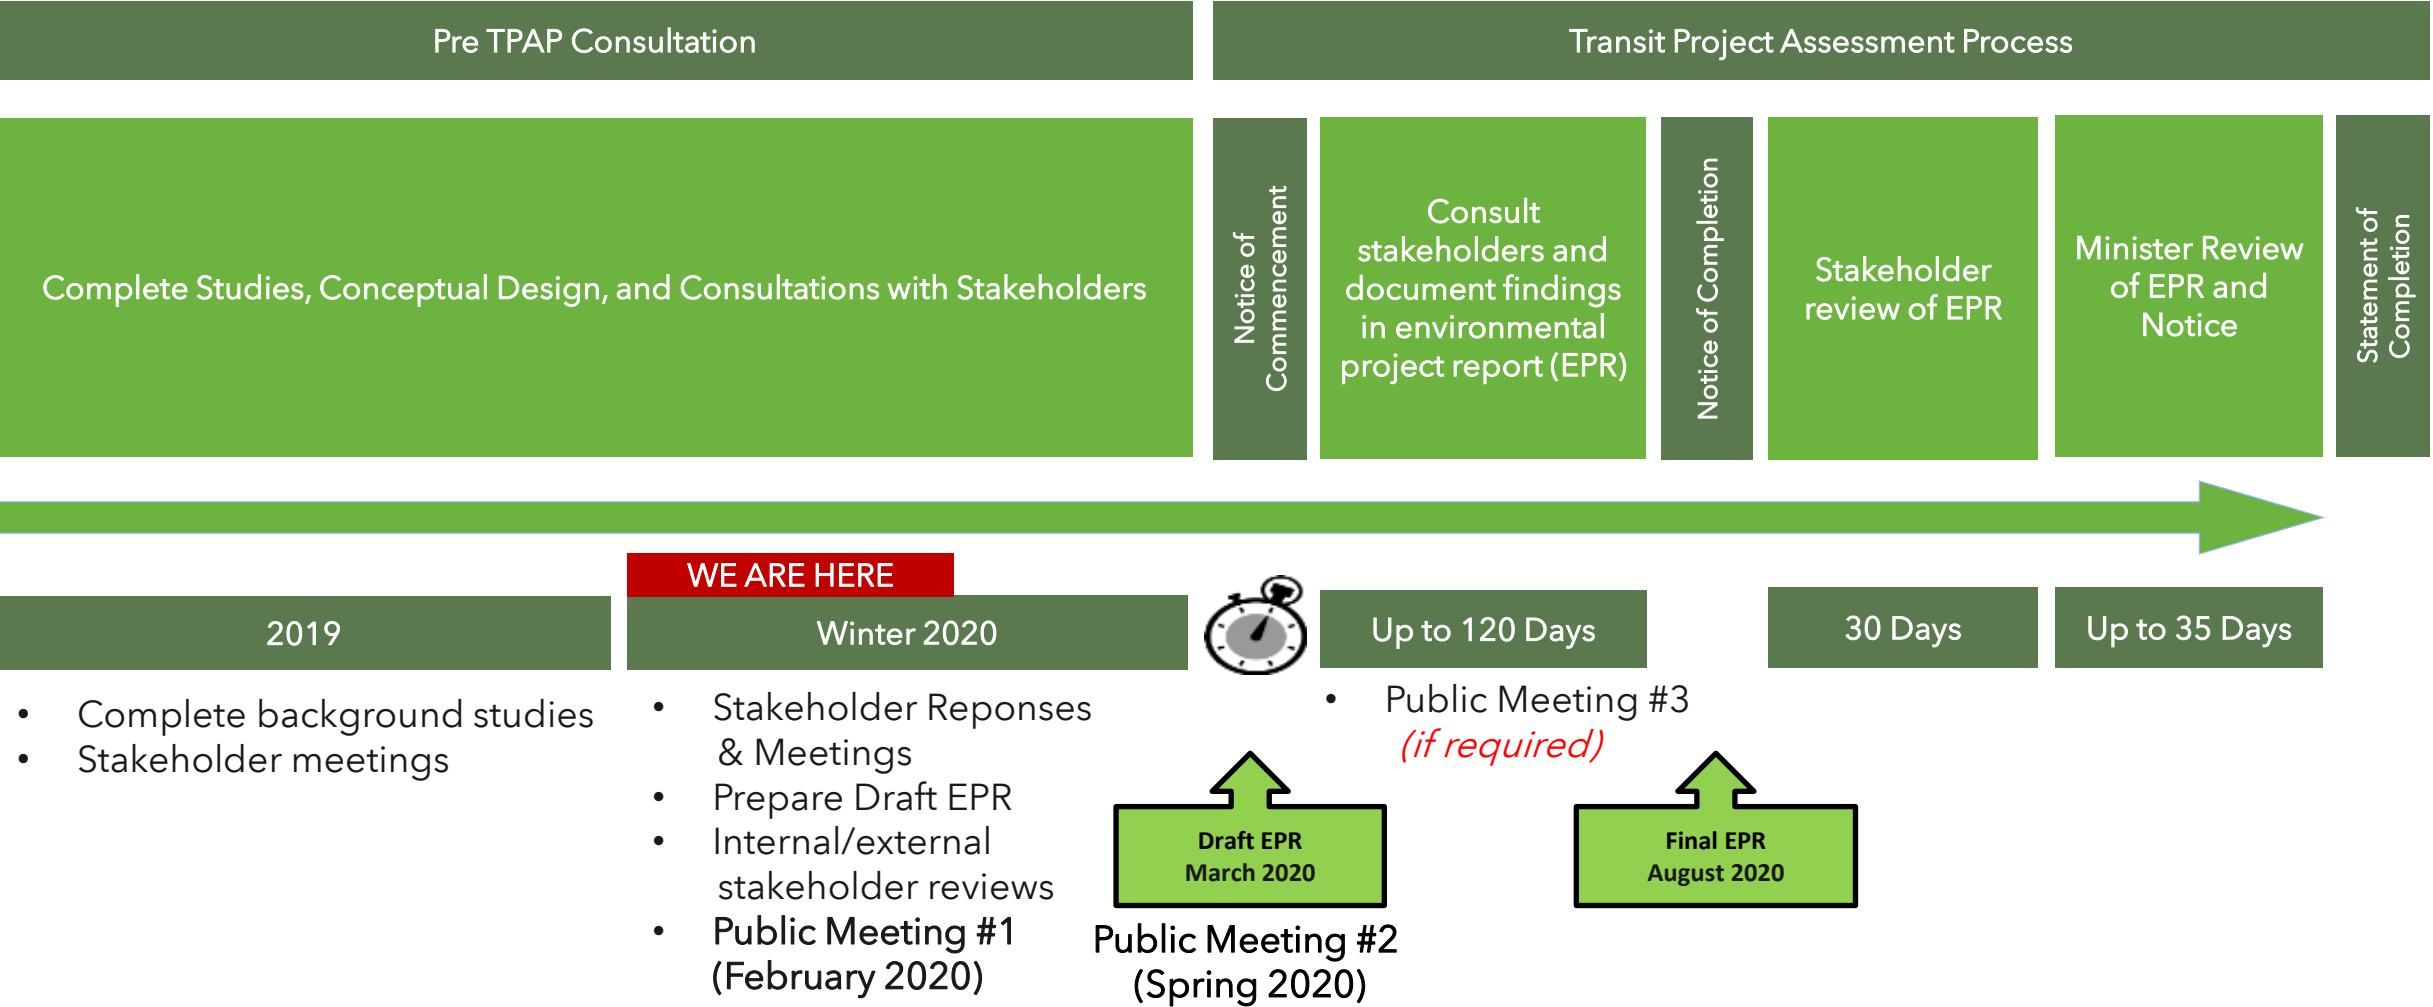 Pre TPAP Consultation
Transit Project Assessment Process
Complete Studies, Conceptual Design, and Consultations with Stakeholders
Notice of
Commencement
Consult
stakeholders and
document findings
in environmental
project report (EPR)
Notice of Completion
Stakeholder
review of EPR
Minister Review
of EPR and
Notice
Statement of
Completion
WE ARE HERE
2019
Winter 2020
Up to 120 Days
30 Days
Up to 35 Days
• Complete background studies
• Stakeholder meetings
• Stakeholder Reponses
& Meetings
• Prepare Draft EPR
• Internal/external
stakeholder reviews
• Public Meeting #1
(February 2020)
Draft EPR
March 2020
Public Meeting #2
(Spring 2020)
• Public Meeting #3
(if required)
Final EPR
August 2020